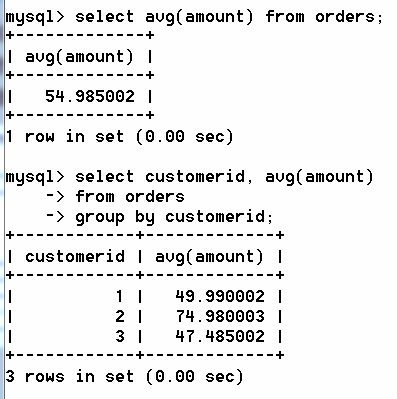 mysql> select avg(amount) from orders;
+-------------+
| avg(amount) |
+-------------+
|   54.985002 |
+-------------+
1 row in set (0.00 sec)
mysql> select customerid, avg(amount)
    -> from orders
    -> group by customerid;
+------------+-------------+
| customerid | avg(amount) |
+------------+-------------+
|          1 |   49.990002 |
|          2 |   74.980003 |
|          3 |   47.485002 |
+------------+-------------+
3 rows in set (0.00 sec)